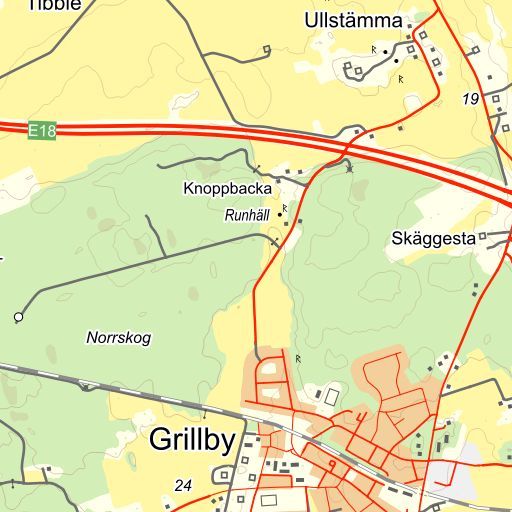 Tibble
Ullstämma
R
R
19
E18
Knoppbacka
R
Runhäll
Skäggesta
Norrskog
R
Grillby
24